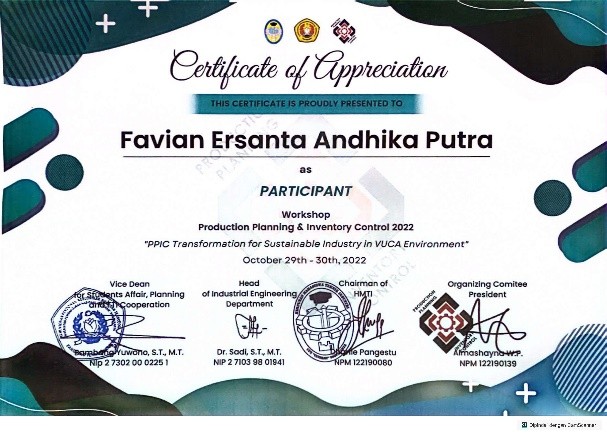 Certificate of Appreciation
THIS CERTIFICATE IS PROUDLY PRESENTED TO
Favian Ersanta Andhika Putra
as
PARTICIPANT
Workshop
Production Planning & Inventory Control 2022
"PPIC Transformation for Sustainable Industry in VUCA Environment"
October 29th - 30th, 2022
Vice Dean
for Students Affair, Planning
and Cooperation
Bambang Yuwono, S.T., M.T.
NIP 2 7302 00 0225 1
Head
of Industrial Engineering
Department
Dr. Sadi, S.T., M.T.
NIP 2 7103 98 01941
Chairman of
HMTI
Pangestu
NPM 122190080
Organizing Comitee
President
Almashayna W.P.
NPM 122190139
PRODUCTION
PLANNING
Dipindai dengan CamScanner